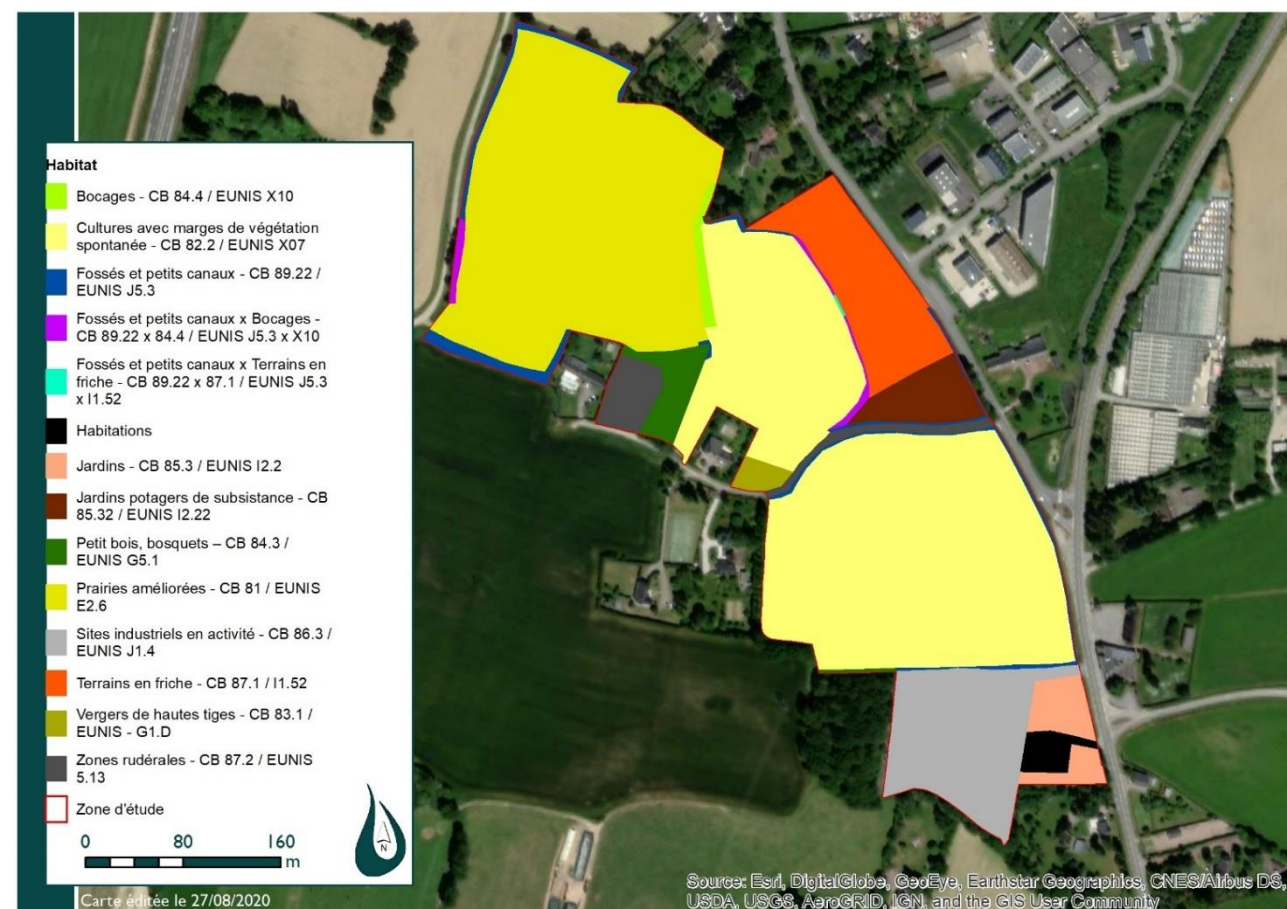 Habitat
Bocages - CB 84.4 / EUNIS X10
Cultures avec marges de végétation
spontanée - CB 82.2 / EUNIS X07
Fossés et petits canaux - CB 89.22 /
EUNIS J5.3
Fossés et petits canaux x Bocages -
CB 89.22 x 84.4 / EUNIS J5.3 x X10
Fossés et petits canaux x Terrains en
friche - CB 89.22 x 87.1 / EUNIS J5.3
x I1.52
Habitations
Jardins - CB 85.3 / EUNIS I2.2
Jardins potagers de subsistance - CB
85.32 / EUNIS I2.22
Petit bois, bosquets – CB 84.3 /
EUNIS G5.1
Prairies améliorées - CB 81 / EUNIS
E2.6
Sites industriels en activité - CB 86.3 /
EUNIS J1.4
Terrains en friche - CB 87.1 / I1.52
Vergers de hautes tiges - CB 83.1 /
EUNIS - G1.D
Zones rudérales - CB 87.2 / EUNIS
5.13
Zone d'étude
0 80 160
m
N
Carte éditée le 27/08/2020
Source: Esri, DigitalGlobe, GeoEye, Earthstar Geographics, CNES/Airbus DS,
USDA, USGS, AeroGRID, IGN, and the GIS User Community